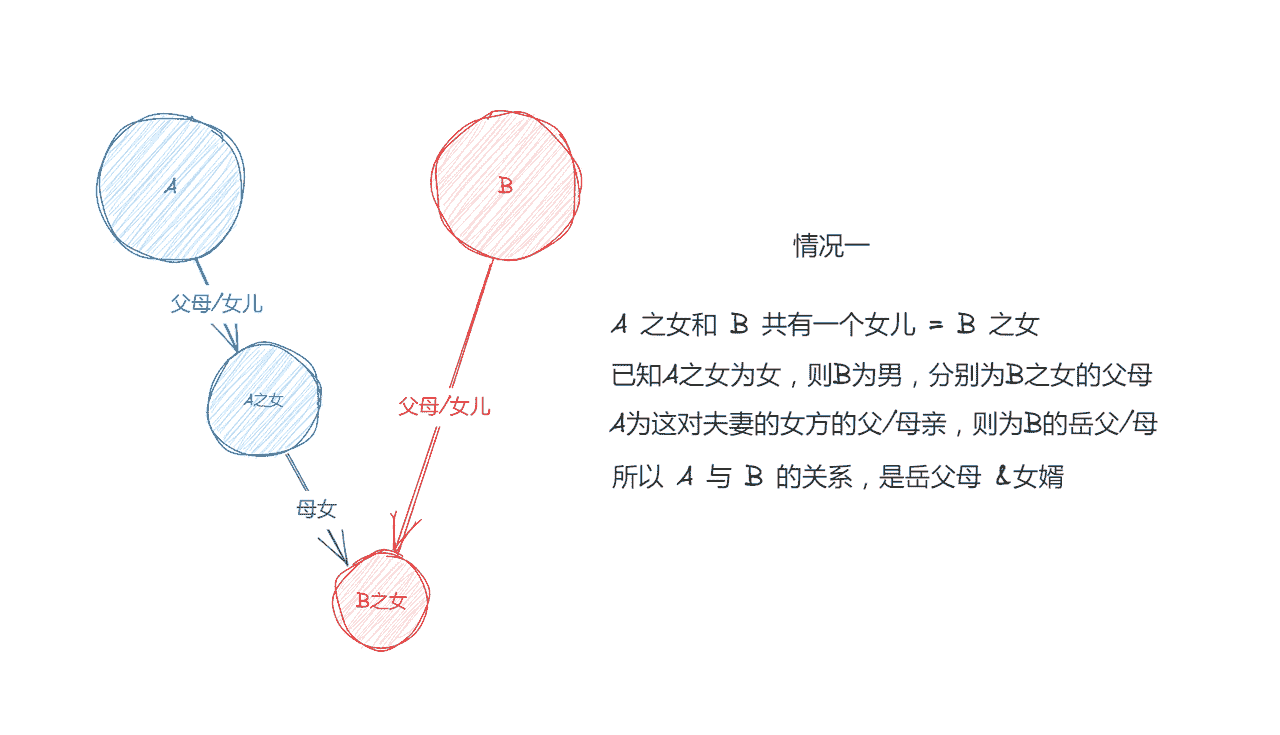 A
B
情况一
父母/女儿
A 之女和 B 共有一个女儿 = B 之女
已知A之女为女，则B为男，分别为B之女的父母
A之女
父母/女儿
A为这对夫妻的女方的父/母亲，则为B的岳父/母
所以 A 与 B 的关系，是岳父母 &女婿
母女
B之女